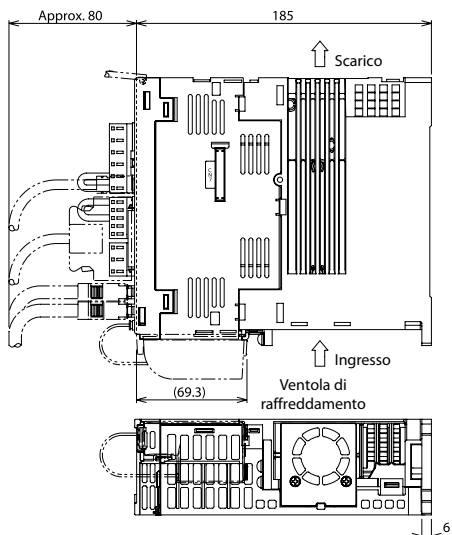 Approx. 80
185
Scarico
Ingresso
(69.3)
Ventola di
raffreddamento
6